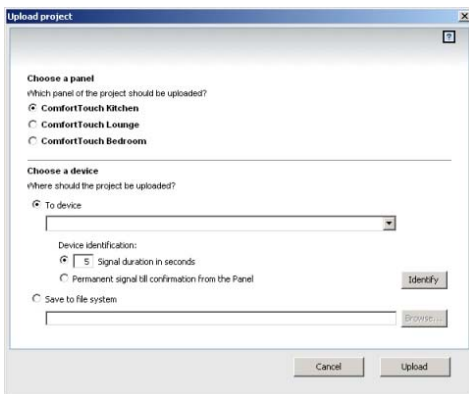 Upload project
?
Choose a panel
Which panel of the project should be uploaded?
ComfortTouch Kitchen
ComfortTouch Lounge
ComfortTouch Bedroom
Choose a device
Where should the project be uploaded?
To device
Device identification:
5 Signal duration in seconds
Permanent signal till confirmation from the Panel
Identify
Save to file system
Browse...
Cancel Upload